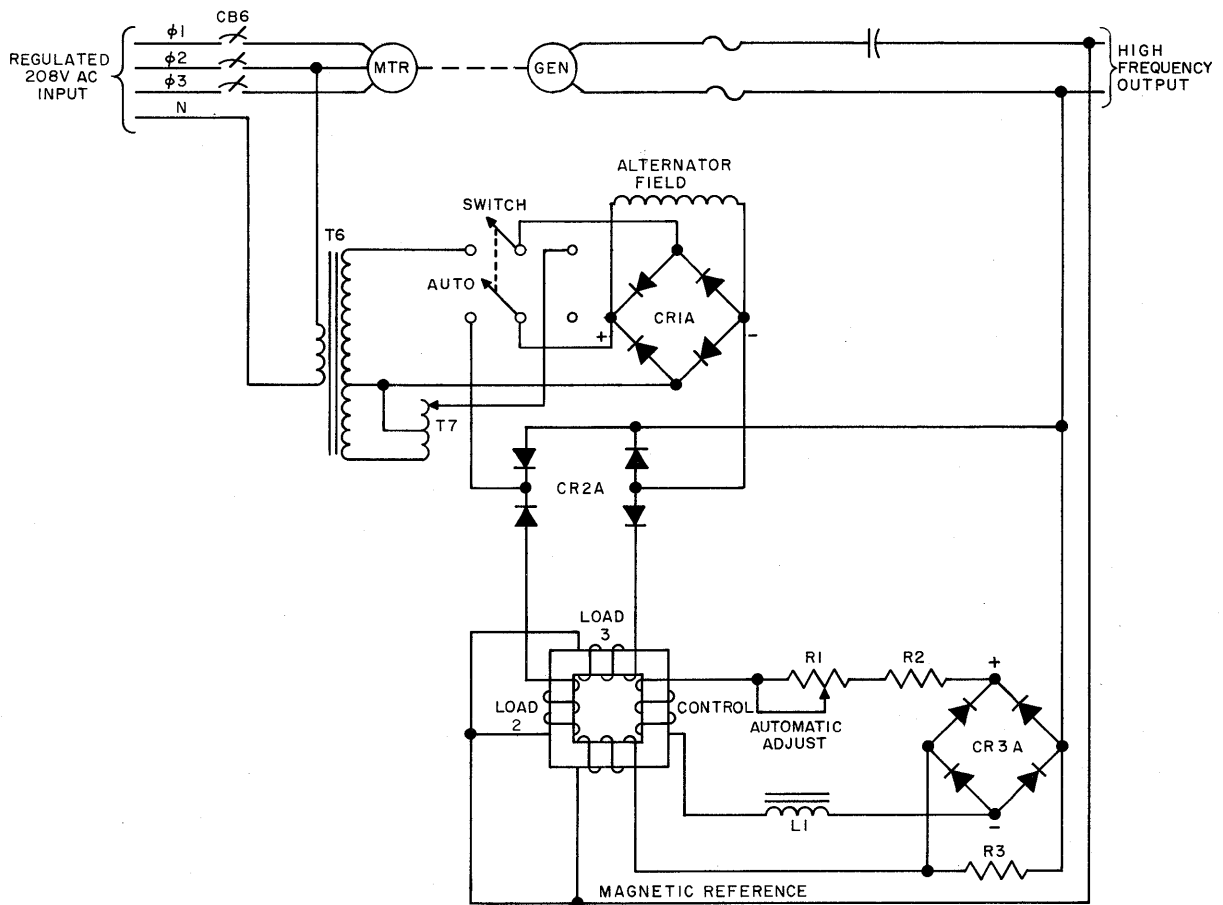 CB6
ϕ1
ϕ2
ϕ3
N
REGULATED
208V AC
INPUT
MTR
GEN
HIGH
FREQUENCY
OUTPUT
ALTERNATOR
FIELD
SWITCH
T6
AUTO
CR1A
+
-
T7
CR2A
LOAD
3
LOAD
2
CONTROL
R1
R2
+
AUTOMATIC
ADJUST
CR3A
L1
-
R3
MAGNETIC REFERENCE